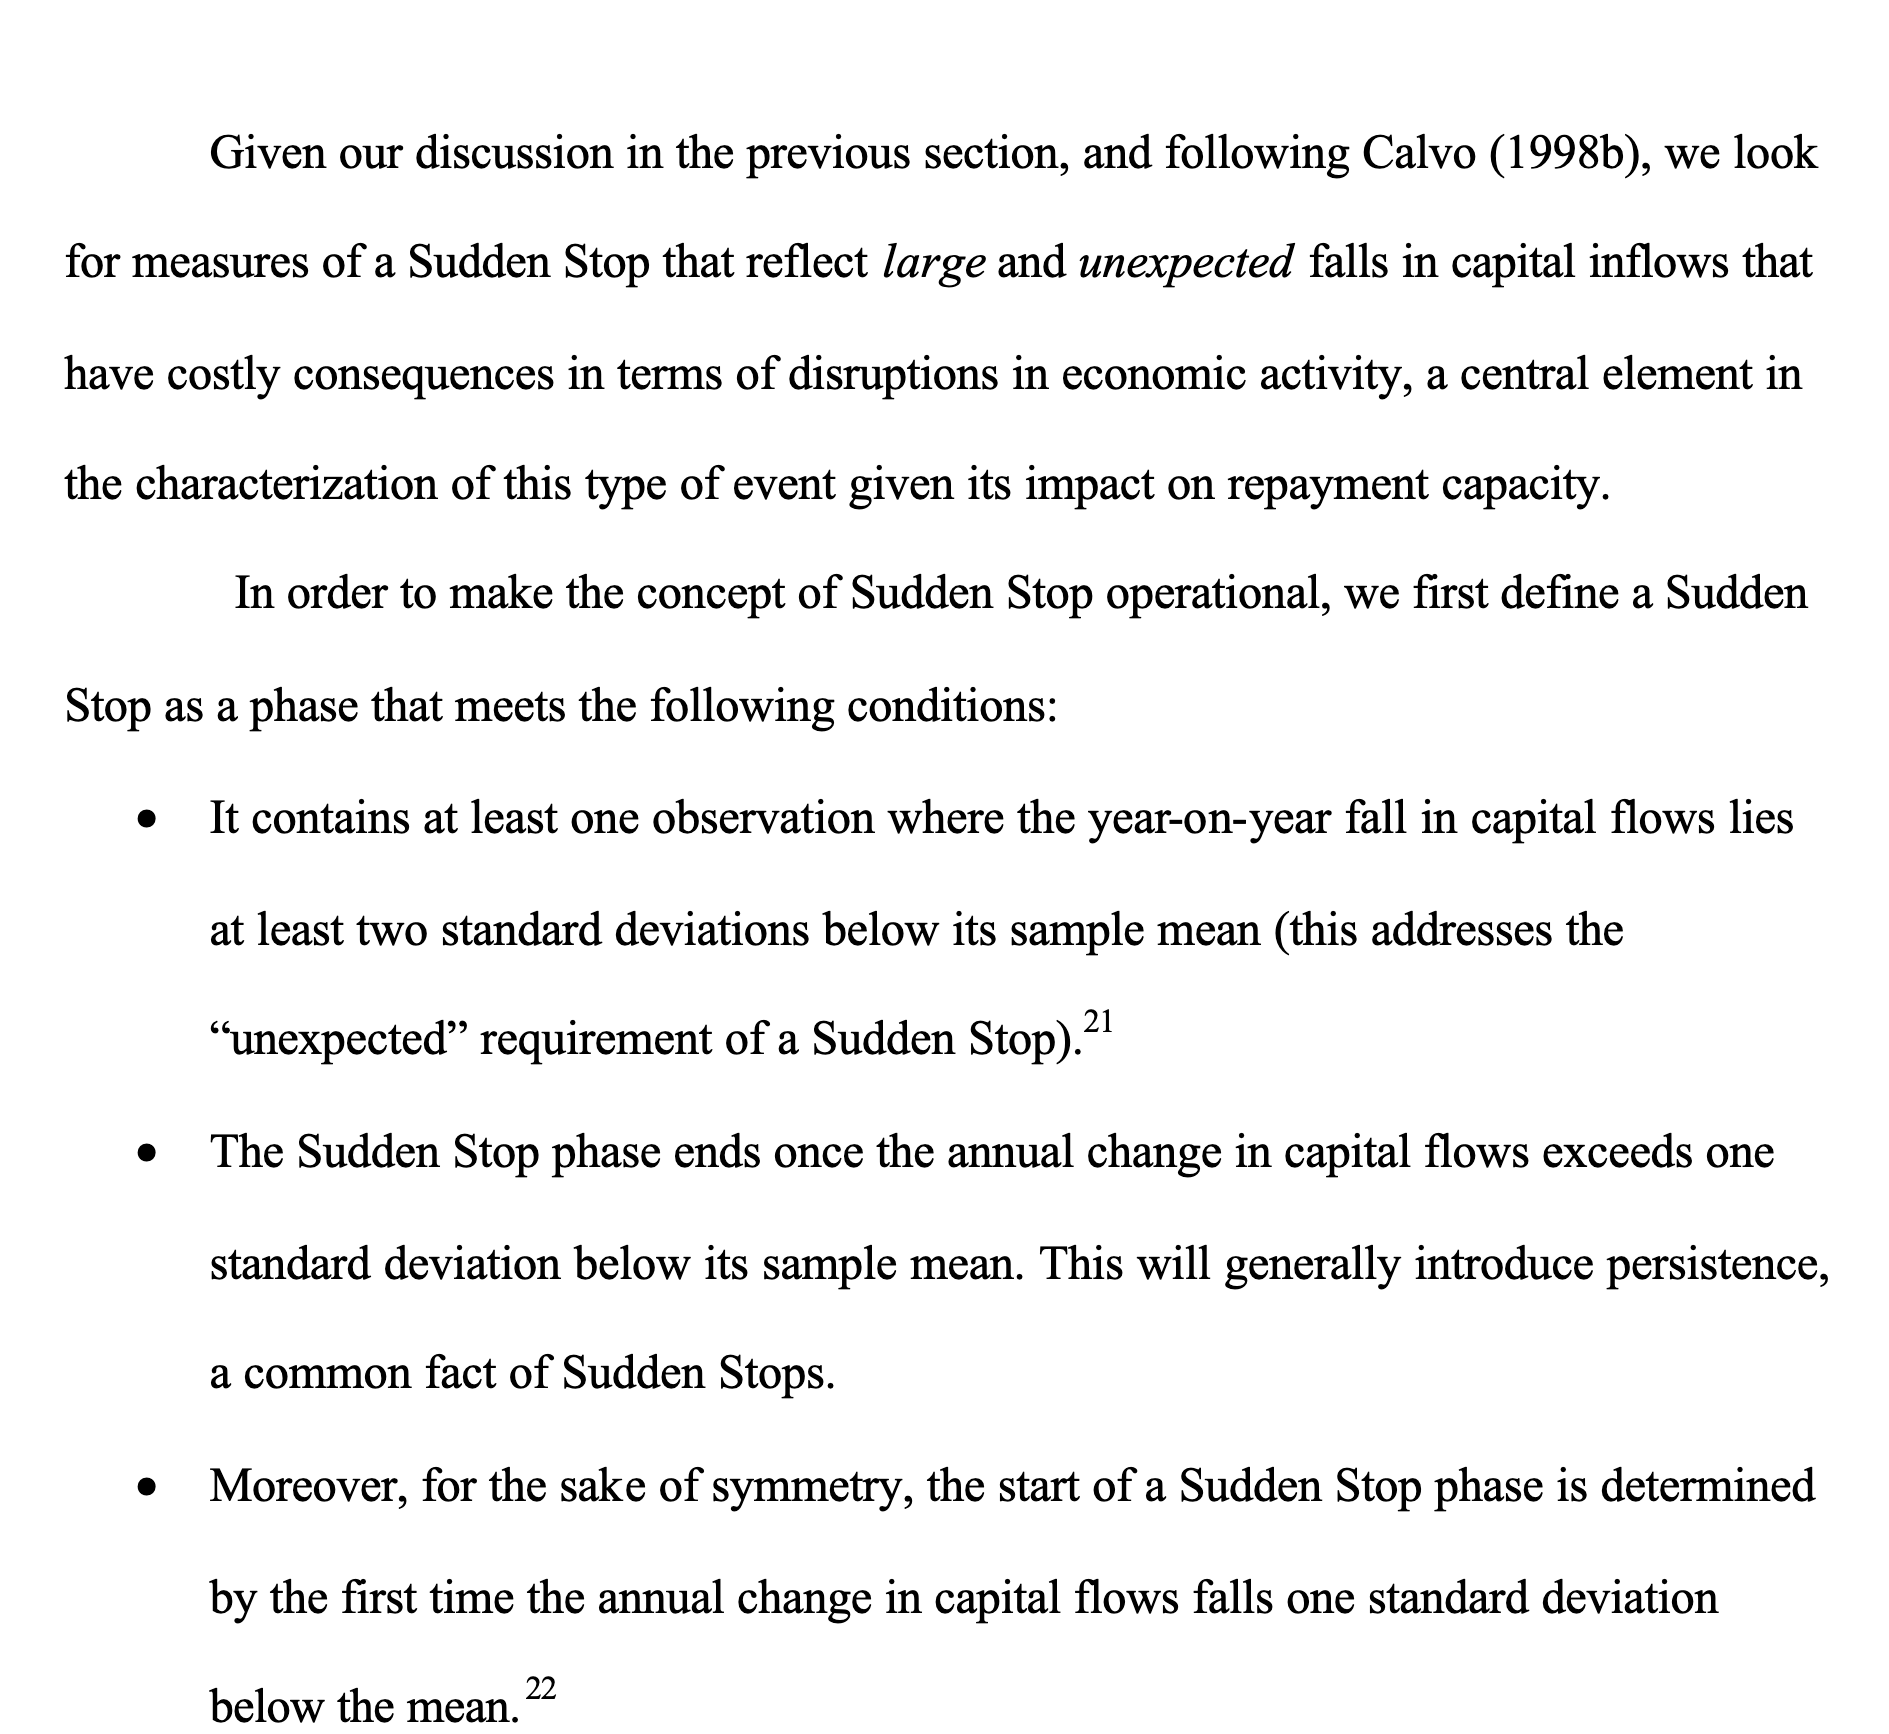 Given our discussion in the previous section, and following Calvo (1998b), we look
for measures of a Sudden Stop that reflect large and unexpected falls in capital inflows that
have costly consequences in terms of disruptions in economic activity, a central element in
the characterization of this type of event given its impact on repayment capacity.
In order to make the concept of Sudden Stop operational, we first define a Sudden
Stop as a phase that meets the following conditions:
• It contains at least one observation where the year-on-year fall in capital flows lies
at least two standard deviations below its sample mean (this addresses the
“unexpected” requirement of a Sudden Stop).21
• The Sudden Stop phase ends once the annual change in capital flows exceeds one
standard deviation below its sample mean. This will generally introduce persistence,
a common fact of Sudden Stops.
• Moreover, for the sake of symmetry, the start of a Sudden Stop phase is determined
by the first time the annual change in capital flows falls one standard deviation
below the mean. 22